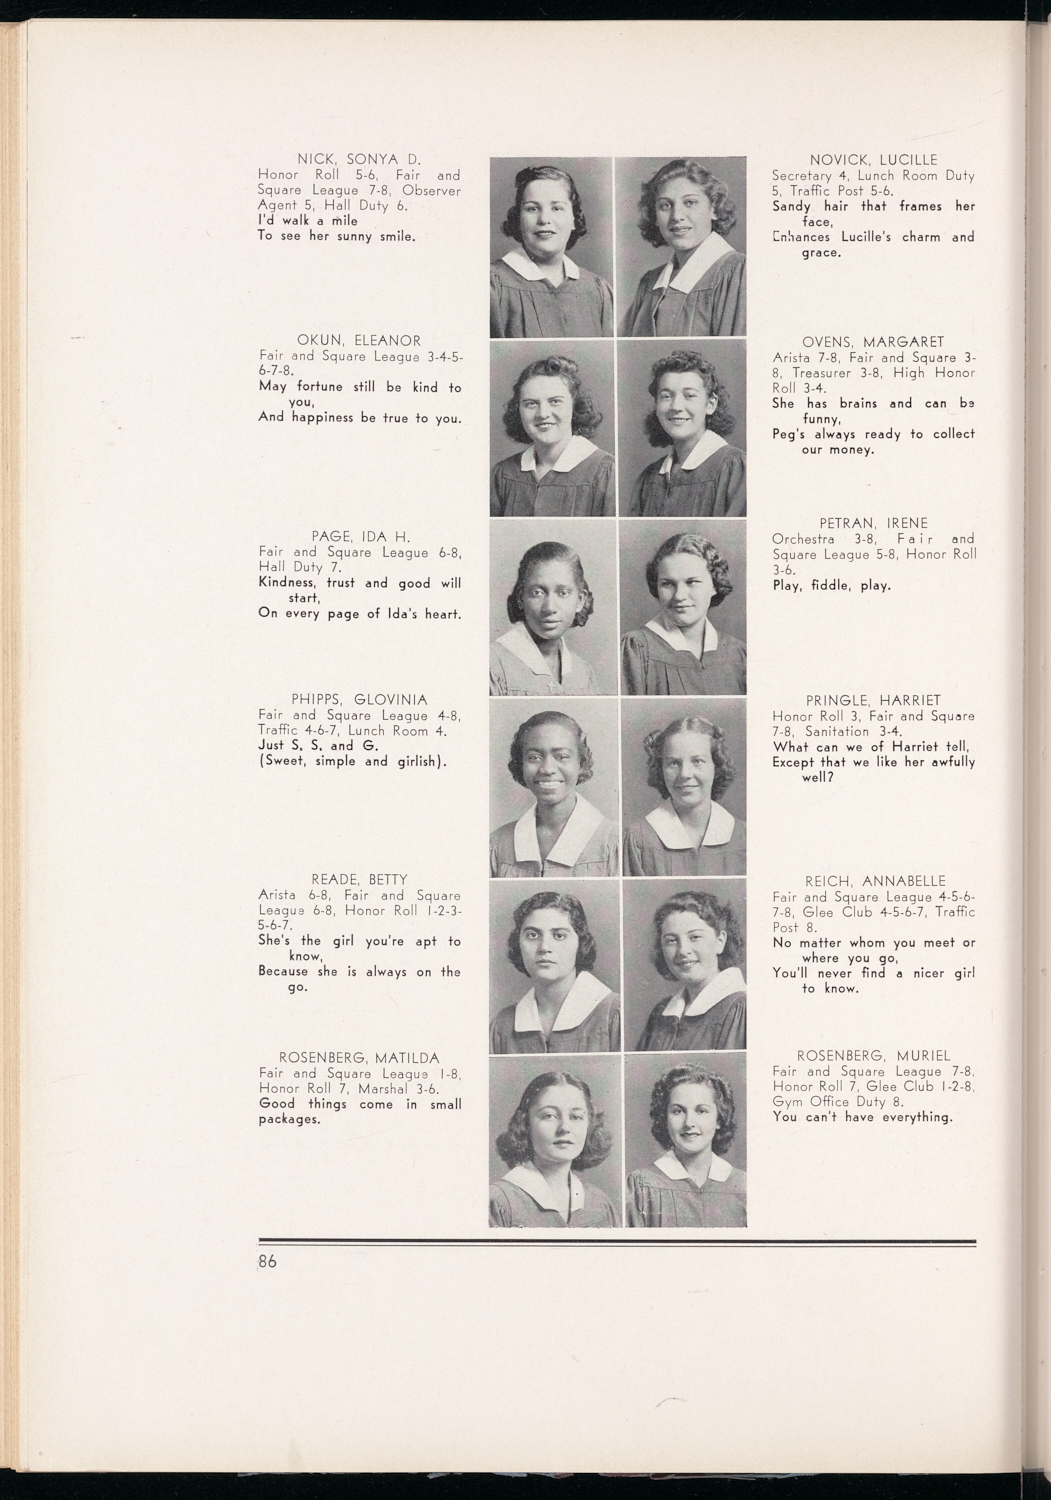 NICK, SONYA D.
Honor Roll 5-6, Fair and
Square League 7-8, Observer
Agent 5, Hall Duty 6.
I'd walk a mile
To see her sunny smile.
OKUN, ELEANOR
Fair and Square League 3-4-5-
6-7-8.
May fortune still be kind to
you,
And happiness be true to you.
PAGE, IDA H.
Fair and Square League 6-8,
Hall Duty 7.
Kindness, trust and good will
start,
On every page of Ida's heart.
PHIPPS, GLOVINIA
Fair and Square League 4-8,
Traffic 4-6-7, Lunch Room 4.
Just S. S. and G.
(Sweet, simple and girlish).
READE, BETTY
Arista 6-8, Fair and Square
League 6-8, Honor Roll 1-2-3-
5-6-7.
She's the girl you're apt to
know,
Because she is always on the
go.
ROSENBERG, MATILDA
Fair and Square League 1-8,
Honor Roll 7, Marshal 3-6.
Good things come in small
packages.
NOVICK, LUCILLE
Secretary 4, Lunch Room Duty
5, Traffic Post 5-6.
Sandy hair that frames her
face,
Enhances Lucille's charm and
grace.
OVENS, MARGARET
Arista 7-8, Fair and Square 3-
8, Treasurer 3-8, High Honor
Roll 3-4.
She has brains and can be
funny,
Peg's always ready to collect
our money.
PETRAN, IRENE
Orchestra 3-8, Fair and
Square League 5-8, Honor Roll
3-6.
Play, fiddle, play.
PRINGLE, HARRIET
Honor Roll 3, Fair and Square
7-8, Sanitation 3-4.
What can we of Harriet tell,
Except that we like her awfully
well?
REICH, ANNABELLE
Fair and Square League 4-5-6-
7-8, Glee Club 4-5-6-7, Traffic
Post 8.
No matter whom you meet or
where you go,
You'll never find a nicer girl
to know.
ROSENBERG, MURIEL
Fair and Square League 7-8,
Honor Roll 7, Glee Club 1-2-8,
Gym Office Duty 8.
You can't have everything.
86